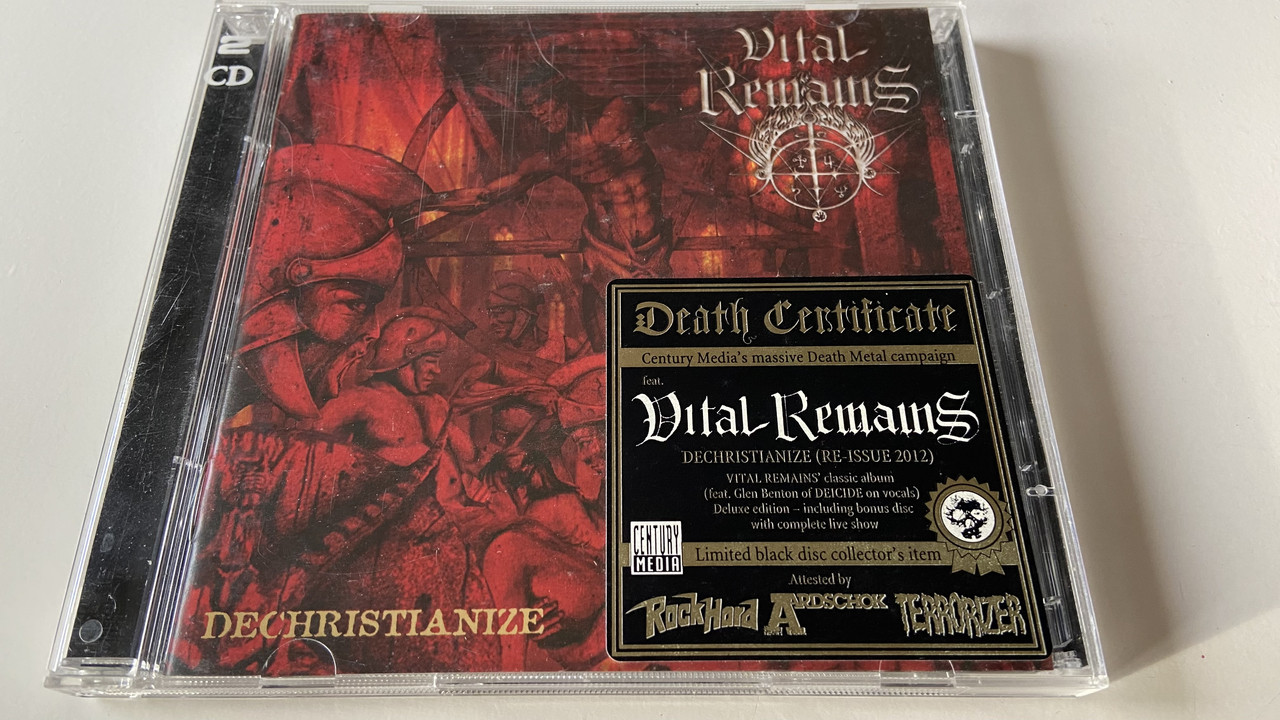 2
CD
Vital
Remains
DECHRISTIANIZE
Death Certificate
Century Media's massive Death Metal campaign
feat.
Vital Remains
DECHRISTIANIZE (RE-ISSUE 2012)
VITAL REMAINS' classic album
(feat. Glen Benton of DEICIDE on vocals)
Deluxe edition – including bonus disc
with complete live show
CENTURY
MEDIA
Limited black disc collector's item
Attested by
RockHard AARDSCHOK TERRORIZER